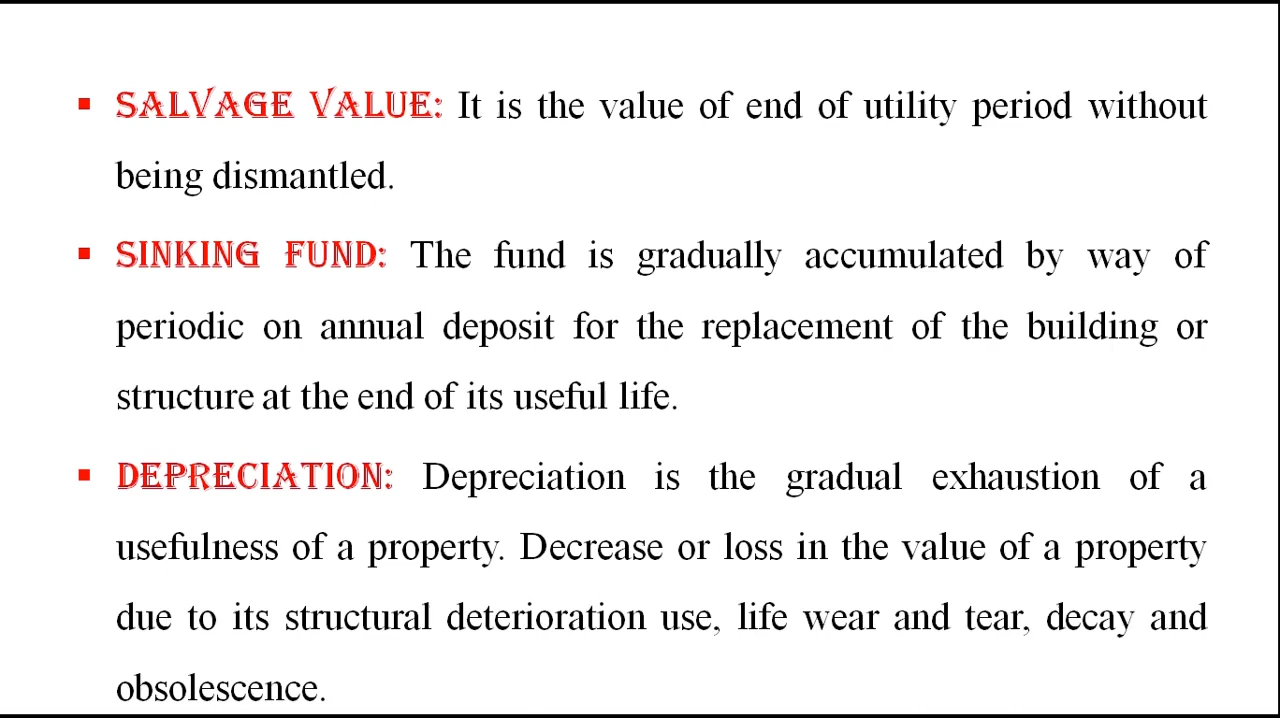 ▪ SALVAGE VALUE: It is the value of end of utility period without
being dismantled.
▪ SINKING FUND: The fund is gradually accumulated by way of
periodic on annual deposit for the replacement of the building or
structure at the end of its useful life.
▪ DEPRECIATION: Depreciation is the gradual exhaustion of a
usefulness of a property. Decrease or loss in the value of a property
due to its structural deterioration use, life wear and tear, decay and
obsolescence.